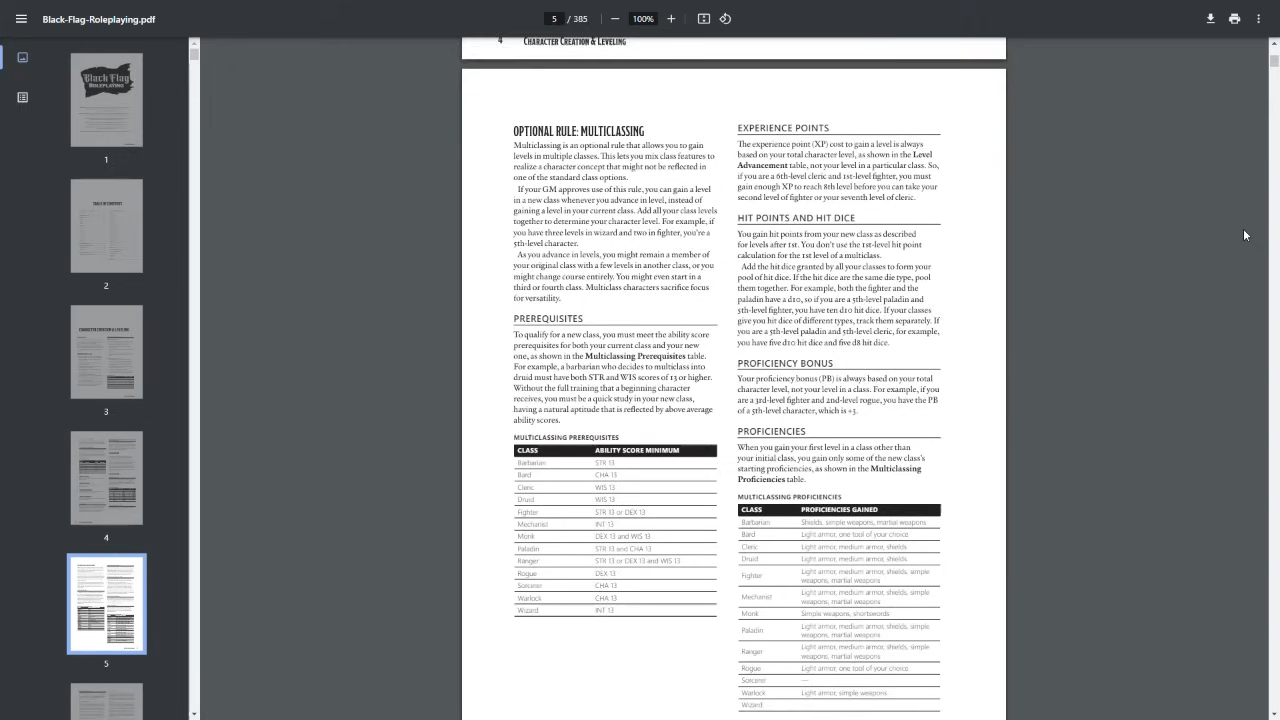 Black-Flag-Roleplaying.pdf
5 / 385
100%
Black Flag
ROLEPLAYING
1
2
3
4
5
4 CHARACTER CREATION & LEVELING
OPTIONAL RULE: MULTICLASSING
Multiclassing is an optional rule that allows you to gain
levels in multiple classes. This lets you mix class features to
realize a character concept that might not be reflected in
one of the standard class options.
If your GM approves use of this rule, you can gain a level
in a new class whenever you advance in level, instead of
gaining a level in your current class. Add all your class levels
together to determine your character level. For example, if
you have three levels in wizard and two in fighter, you're a
5th-level character.
As you advance in levels, you might remain a member of
your original class with a few levels in another class, or you
might change course entirely. You might even start in a
third or fourth class. Multiclass characters sacrifice focus
for versatility.
PREREQUISITES
To qualify for a new class, you must meet the ability score
prerequisites for both your current class and your new
one, as shown in the Multiclassing Prerequisites table.
For example, a barbarian who decides to multiclass into
druid must have both STR and WIS scores of 13 or higher.
Without the full training that a beginning character
receives, you must be a quick study in your new class,
having a natural aptitude that is reflected by above average
ability scores.
MULTICLASSING PREREQUISITES
CLASS ABILITY SCORE MINIMUM
Barbarian STR 13
Bard CHA 13
Cleric WIS 13
Druid WIS 13
Fighter STR 13 or DEX 13
Mechanist INT 13
Monk DEX 13 and WIS 13
Paladin STR 13 and CHA 13
Ranger STR 13 or DEX 13 and WIS 13
Rogue DEX 13
Sorcerer CHA 13
Warlock CHA 13
Wizard INT 13
EXPERIENCE POINTS
The experience point (XP) cost to gain a level is always
based on your total character level, as shown in the Level
Advancement table, not your level in a particular class. So,
if you are a 6th-level cleric and 1st-level fighter, you must
gain enough XP to reach 8th level before you can take your
second level of fighter or your seventh level of cleric.
HIT POINTS AND HIT DICE
You gain hit points from your new class as described
for levels after 1st. You don't use the 1st-level hit point
calculation for the 1st level of a multiclass.
Add the hit dice granted by all your classes to form your
pool of hit dice. If the hit dice are the same die type, pool
them together. For example, both the fighter and the
paladin have a d10, so if you are a 5th-level paladin and
5th-level fighter, you have ten d10 hit dice. If your classes
give you hit dice of different types, track them separately. If
you are a 5th-level paladin and 5th-level cleric, for example,
you have five d10 hit dice and five d8 hit dice.
PROFICIENCY BONUS
Your proficiency bonus (PB) is always based on your total
character level, not your level in a class. For example, if you
are a 3rd-level fighter and 2nd-level rogue, you have the PB
of a 5th-level character, which is +3.
PROFICIENCIES
When you gain your first level in a class other than
your initial class, you gain only some of the new class's
starting proficiencies, as shown in the Multiclassing
Proficiencies table.
MULTICLASSING PROFICIENCIES
CLASS PROFICIENCIES GAINED
Barbarian Shields, simple weapons, martial weapons
Bard Light armor, one tool of your choice
Cleric Light armor, medium armor, shields
Druid Light armor, medium armor, shields
Fighter Light armor, medium armor, shields, simple
weapons, martial weapons
Mechanist Light armor, medium armor, shields, simple
weapons, martial weapons
Monk Simple weapons, shortswords
Paladin Light armor, medium armor, shields, simple
weapons, martial weapons
Ranger Light armor, medium armor, shields, simple
weapons, martial weapons
Rogue Light armor, one tool of your choice
Sorcerer —
Warlock Light armor, simple weapons
Wizard